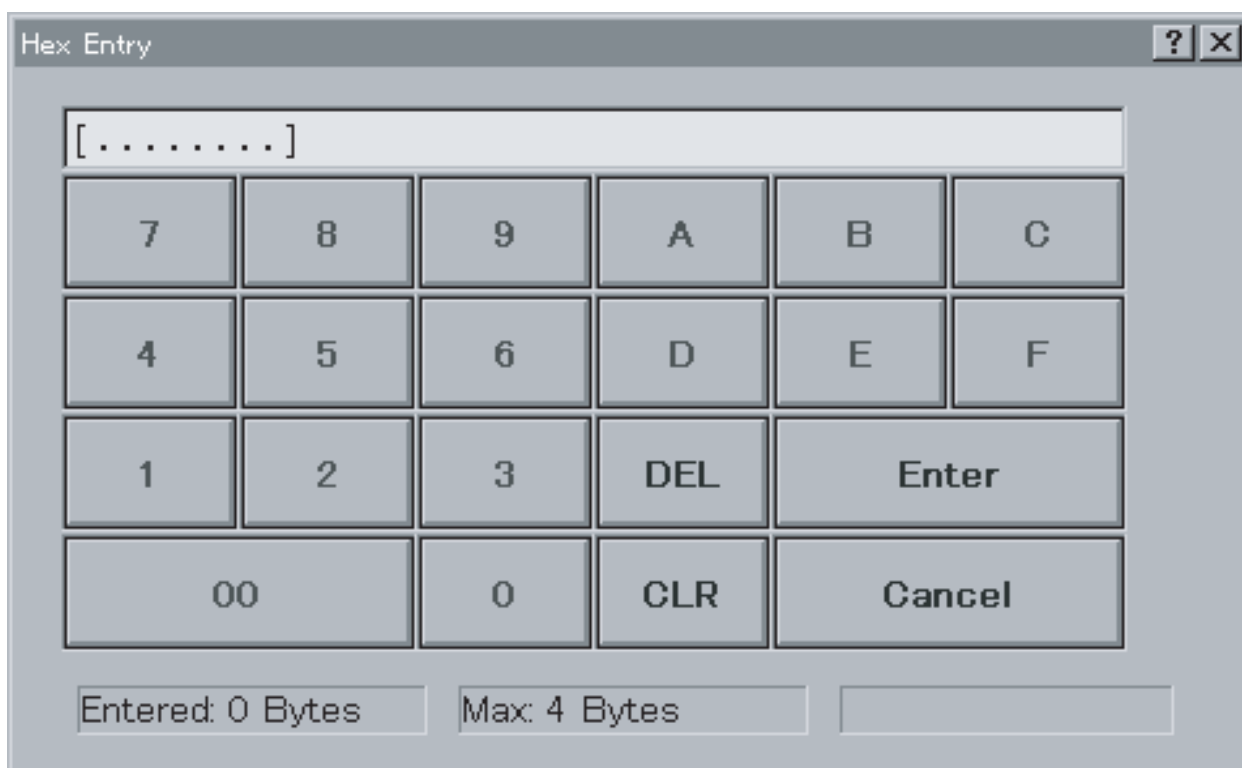 Hex Entry ? X
[........]
7 8 9 A B C
4 5 6 D E F
1 2 3 DEL Enter
00 0 CLR Cancel
Entered: 0 Bytes Max: 4 Bytes